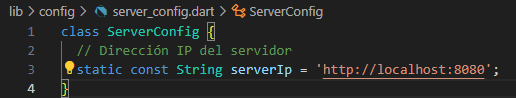 lib > config > server_config.dart > ServerConfig
1 class ServerConfig {
2 // Dirección IP del servidor
3 static const String serverIp = 'http://localhost:8080';
4 }